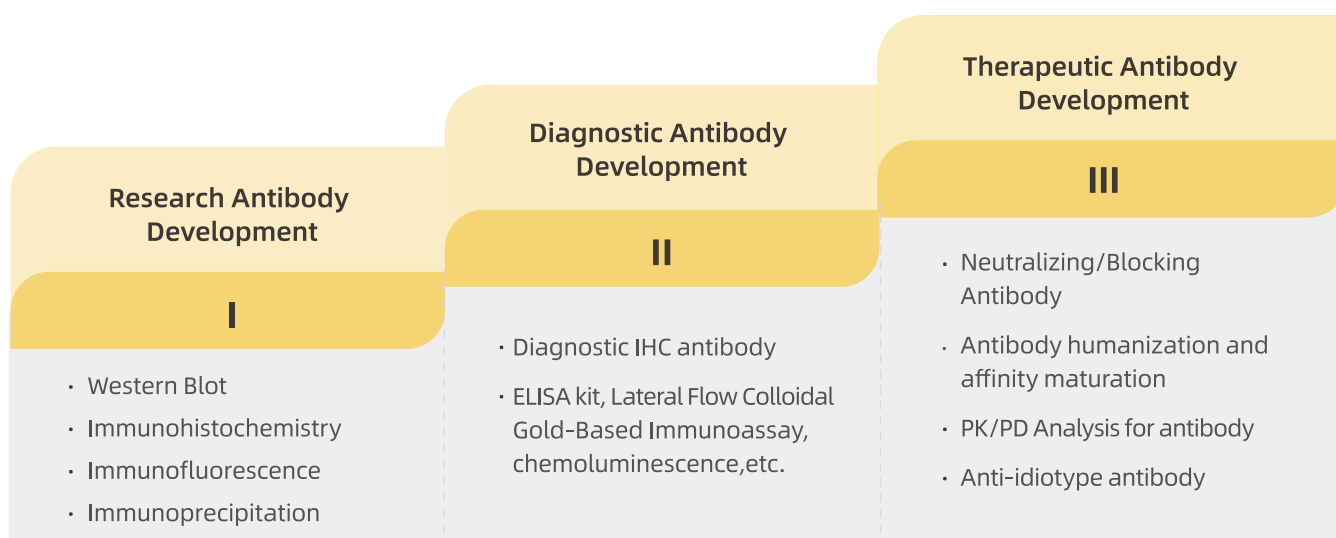 Research Antibody
Development
I
· Western Blot
· Immunohistochemistry
· Immunofluorescence
· Immunoprecipitation
Diagnostic Antibody
Development
II
· Diagnostic IHC antibody
· ELISA kit, Lateral Flow Colloidal
Gold-Based Immunoassay,
chemoluminescence,etc.
Therapeutic Antibody
Development
III
· Neutralizing/Blocking
Antibody
· Antibody humanization and
affinity maturation
· PK/PD Analysis for antibody
· Anti-idiotype antibody